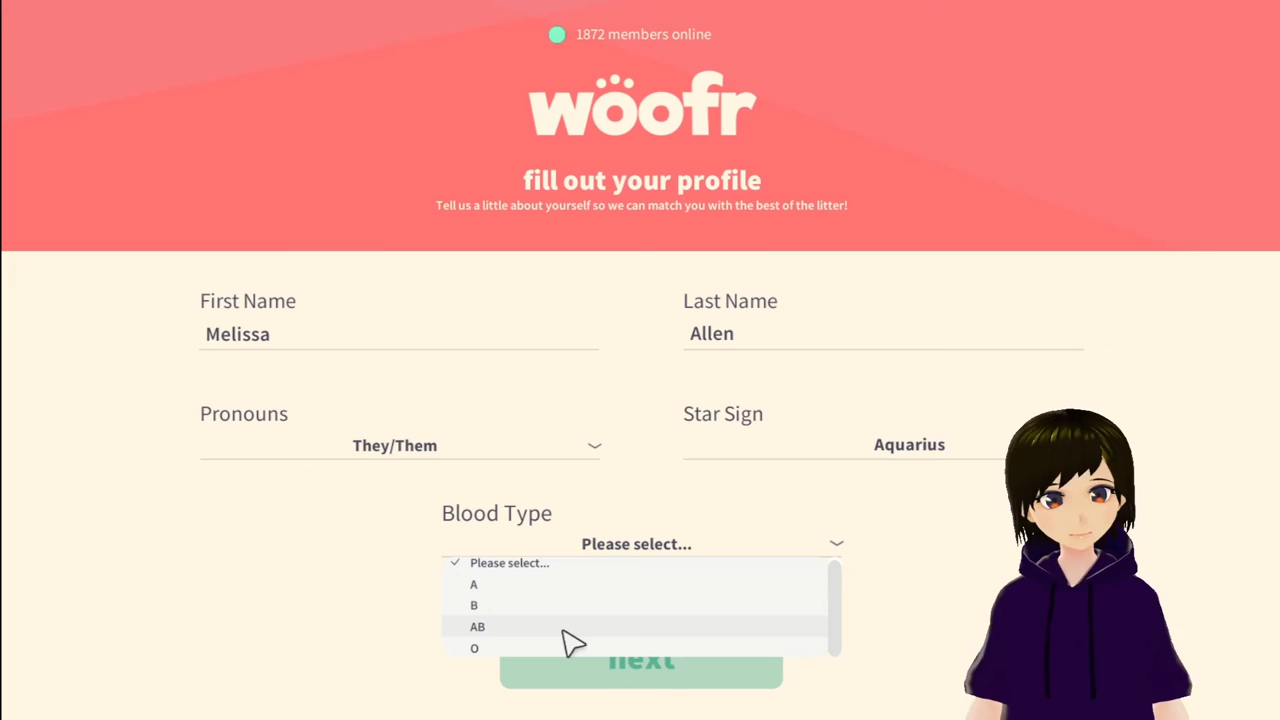 1872 members online
wöofr
fill out your profile
Tell us a little about yourself so we can match you with the best of the litter!
First Name
Last Name
Melissa
Allen
Pronouns
Star Sign
They/Them
Aquarius
Blood Type
Please select...
Please select...
A
B
AB
O
next